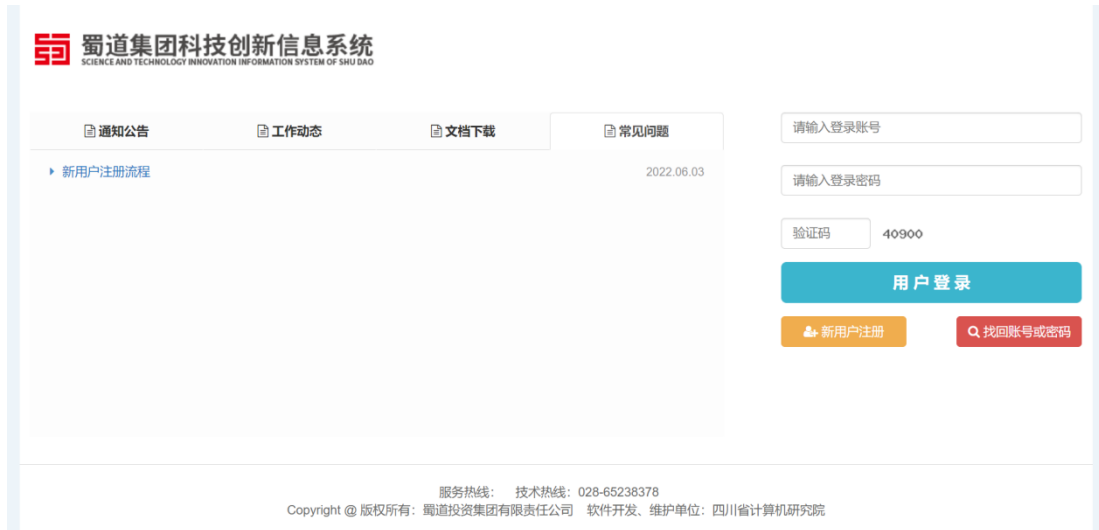 蜀道集团科技创新信息系统
SCIENCE AND TECHNOLOGY INNOVATION INFORMATION SYSTEM OF SHU DAO
通知公告 工作动态 文档下载 常见问题
新用户注册流程 2022.06.03
请输入登录账号
请输入登录密码
验证码 40900
用户登录
新用户注册 找回账号或密码
服务热线： 技术热线：028-65238378
Copyright @ 版权所有：蜀道投资集团有限责任公司 软件开发、维护单位：四川省计算机研究院